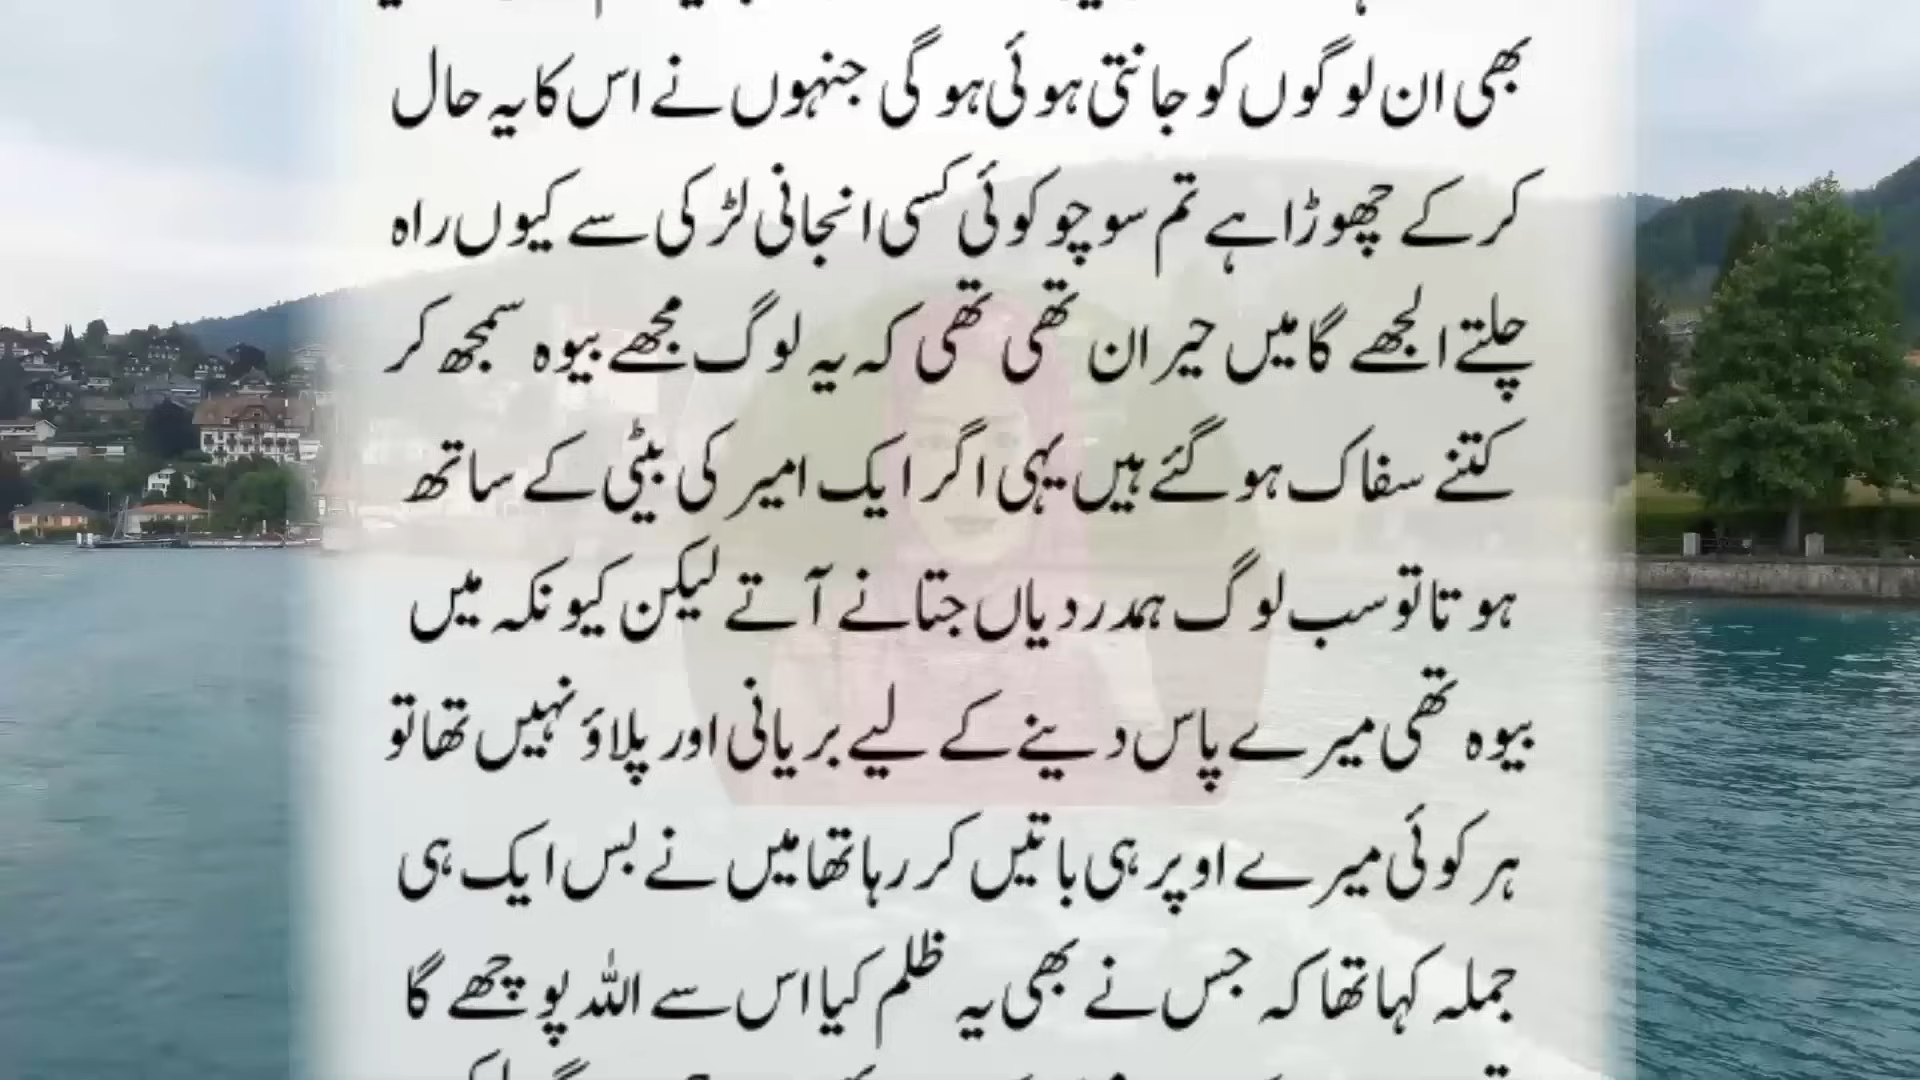 بھی ان لوگوں کو جانتی ہوئی ہو گی جنہوں نے اس کا یہ حال
کر کے چھوڑا ہے تم سوچو کوئی کسی انجانی لڑکی سے کیوں راہ
چلتے الجھے گا میں حیران تھی تھی کہ یہ لوگ مجھے بیوہ سمجھ کر
کتنے سفاک ہو گئے ہیں یہی اگر ایک امیر کی بیٹی کے ساتھ
ہوتا تو سب لوگ ہمدردیاں جتانے آتے لیکن کیونکہ میں
بیوہ تھی میرے پاس دینے کے لیے بریانی اور پلاؤ نہیں تھا تو
ہر کوئی میرے اوپر ہی باتیں کر رہا تھا میں نے بس ایک ہی
جملہ کہا تھا کہ جس نے بھی یہ ظلم کیا اس سے اللہ پوچھے گا